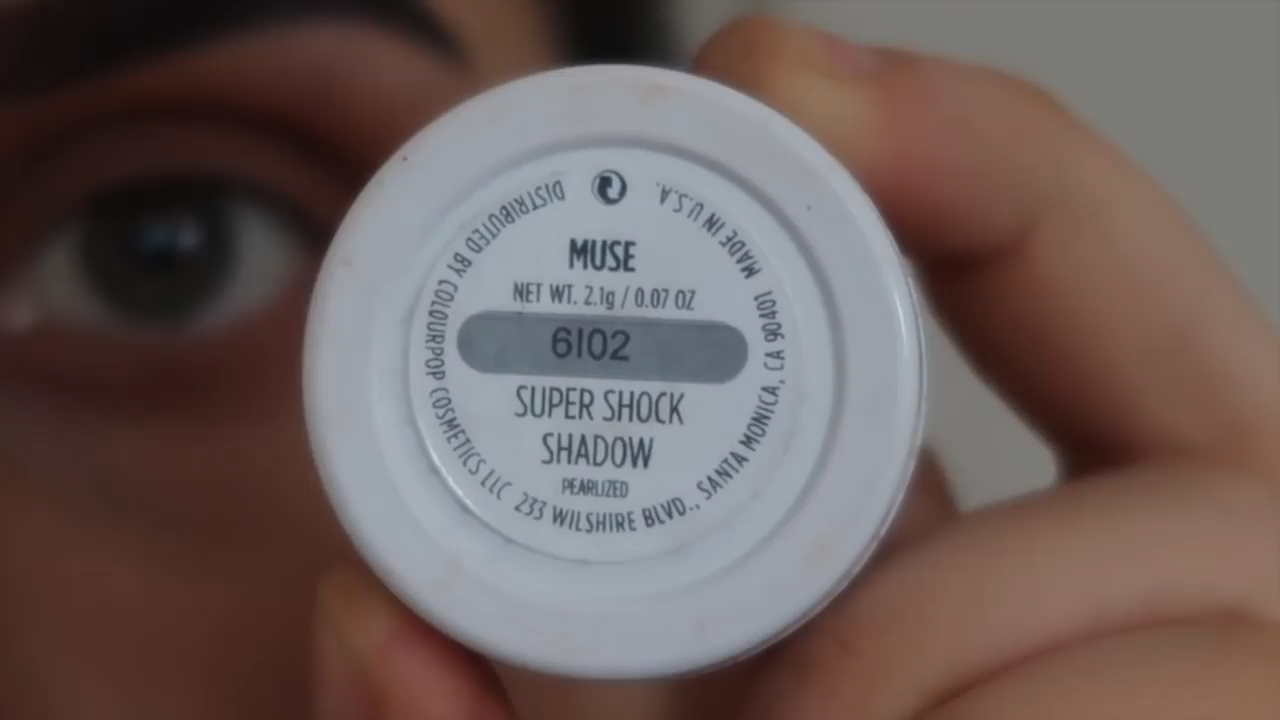 MUSE
NET WT. 2.1g / 0.07 OZ
6I02
SUPER SHOCK
SHADOW
PEARLIZED
DISTRIBUTED BY COLOURPOP COSMETICS LLC 233 WILSHIRE BLVD., SANTA MONICA, CA 90401 MADE IN U.S.A.